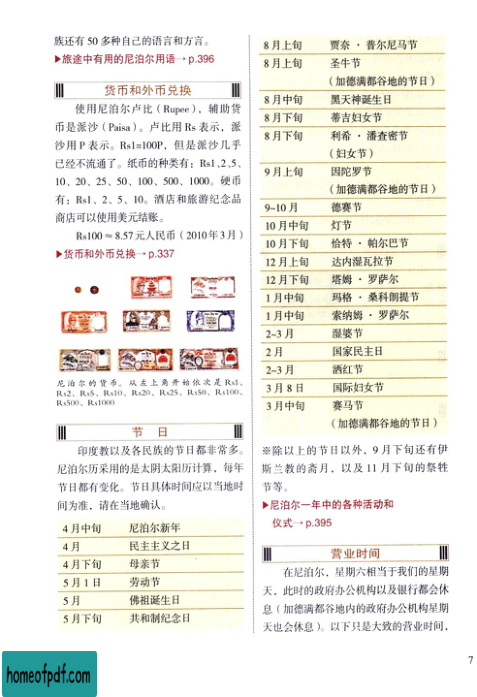 族还有 50 多种自己的语言和方言。
▶旅途中有用的尼泊尔用语→p.396
货币和外币兑换
使用尼泊尔卢比（Rupee），辅助货
币是派沙（Paisa）。卢比用 Rs 表示，派
沙用 P 表示。Rs1=100P，但是派沙几乎
已经不流通了。纸币的种类有：Rs1、2、5、
10、20、25、50、100、500、1000。硬币
有：Rs1、2、5、10。酒店和旅游纪念品
商店可以使用美元结账。
Rs100≈8.57元人民币（2010年3月）
▶货币和外币兑换→p.337
尼泊尔的货币。从左上角开始依次是 Rs1、
Rs2、Rs5、Rs10、Rs20、Rs25、Rs50、Rs100、
Rs500、Rs1000
节 日
印度教以及各民族的节日都非常多。
尼泊尔历采用的是太阴太阳历计算，每年
节日都有变化。节日具体时间应以当地时
间为准，请在当地确认。
4 月中旬 尼泊尔新年
4 月 民主主义之日
4 月下旬 母亲节
5 月 1 日 劳动节
5 月 佛祖诞生日
5 月下旬 共和制纪念日
8 月上旬 贾奈·普尔尼马节
8 月上旬 圣牛节
（加德满都谷地的节日）
8 月中旬 黑天神诞生日
8 月下旬 蒂吉妇女节
8 月下旬 利希·潘查密节
（妇女节）
9 月上旬 因陀罗节
（加德满都谷地的节日）
9~10 月 德赛节
10 月中旬 灯节
10 月下旬 恰特·帕尔巴节
12 月上旬 达内湿瓦拉节
12 月下旬 塔姆·罗萨尔
1 月中旬 玛格·桑科朗提节
1 月中旬 索纳姆·罗萨尔
2~3 月 湿婆节
2 月 国家民主日
2~3 月 洒红节
3 月 8 日 国际妇女节
3 月中旬 赛马节
（加德满都谷地的节日）
※除以上的节日以外，9 月下旬还有伊
斯兰教的斋月，以及 11 月下旬的祭牲
节等。
▶尼泊尔一年中的各种活动和
仪式→p.395
营业时间
在尼泊尔，星期六相当于我们的星期
天，此时的政府办公机构以及银行都会休
息（加德满都谷地内的政府办公机构星期
天也会休息）。以下只是大致的营业时间，
7
homeofpdf.com